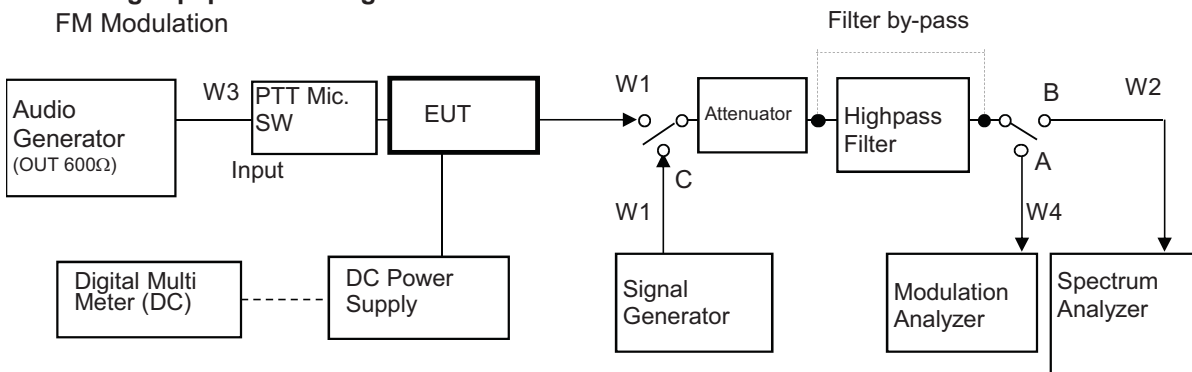 FM Modulation
Filter by-pass
Audio
Generator
(OUT 600Ω)
W3
PTT Mic.
SW
Input
EUT
W1
C
W1
Attenuator
Highpass
Filter
B
A
W2
W4
Digital Multi
Meter (DC)
DC Power
Supply
Signal
Generator
Modulation
Analyzer
Spectrum
Analyzer